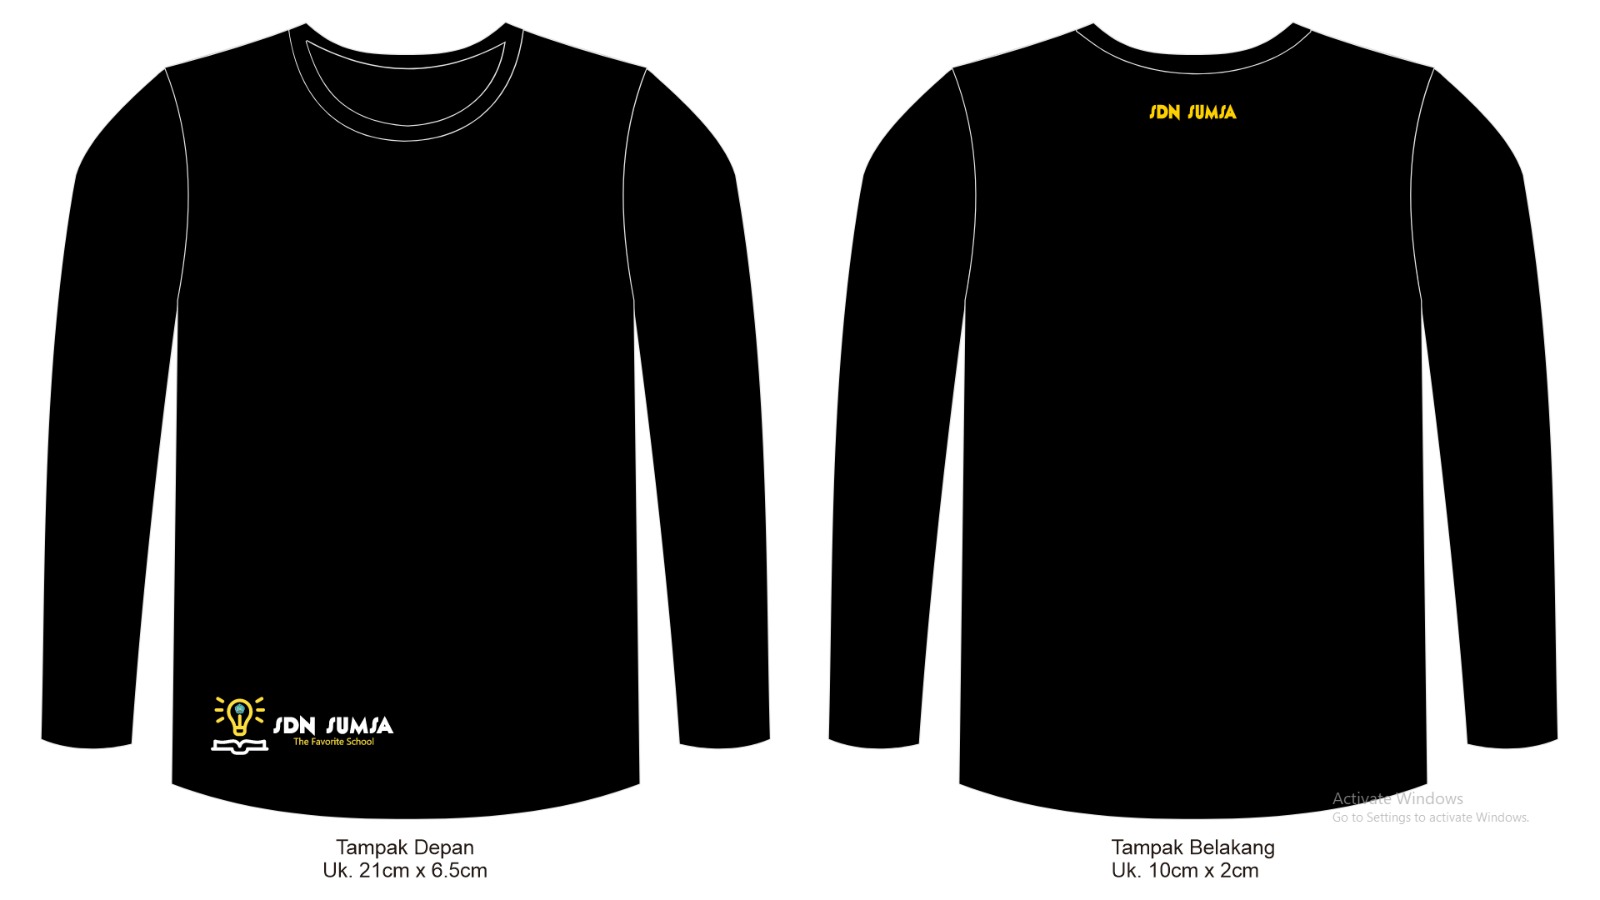 SDN SUMSA
SDN SUMSA
The Favorite School
Activate Windows
Go to Settings to activate Windows.
Tampak Depan
Uk. 21cm x 6.5cm
Tampak Belakang
Uk. 10cm x 2cm